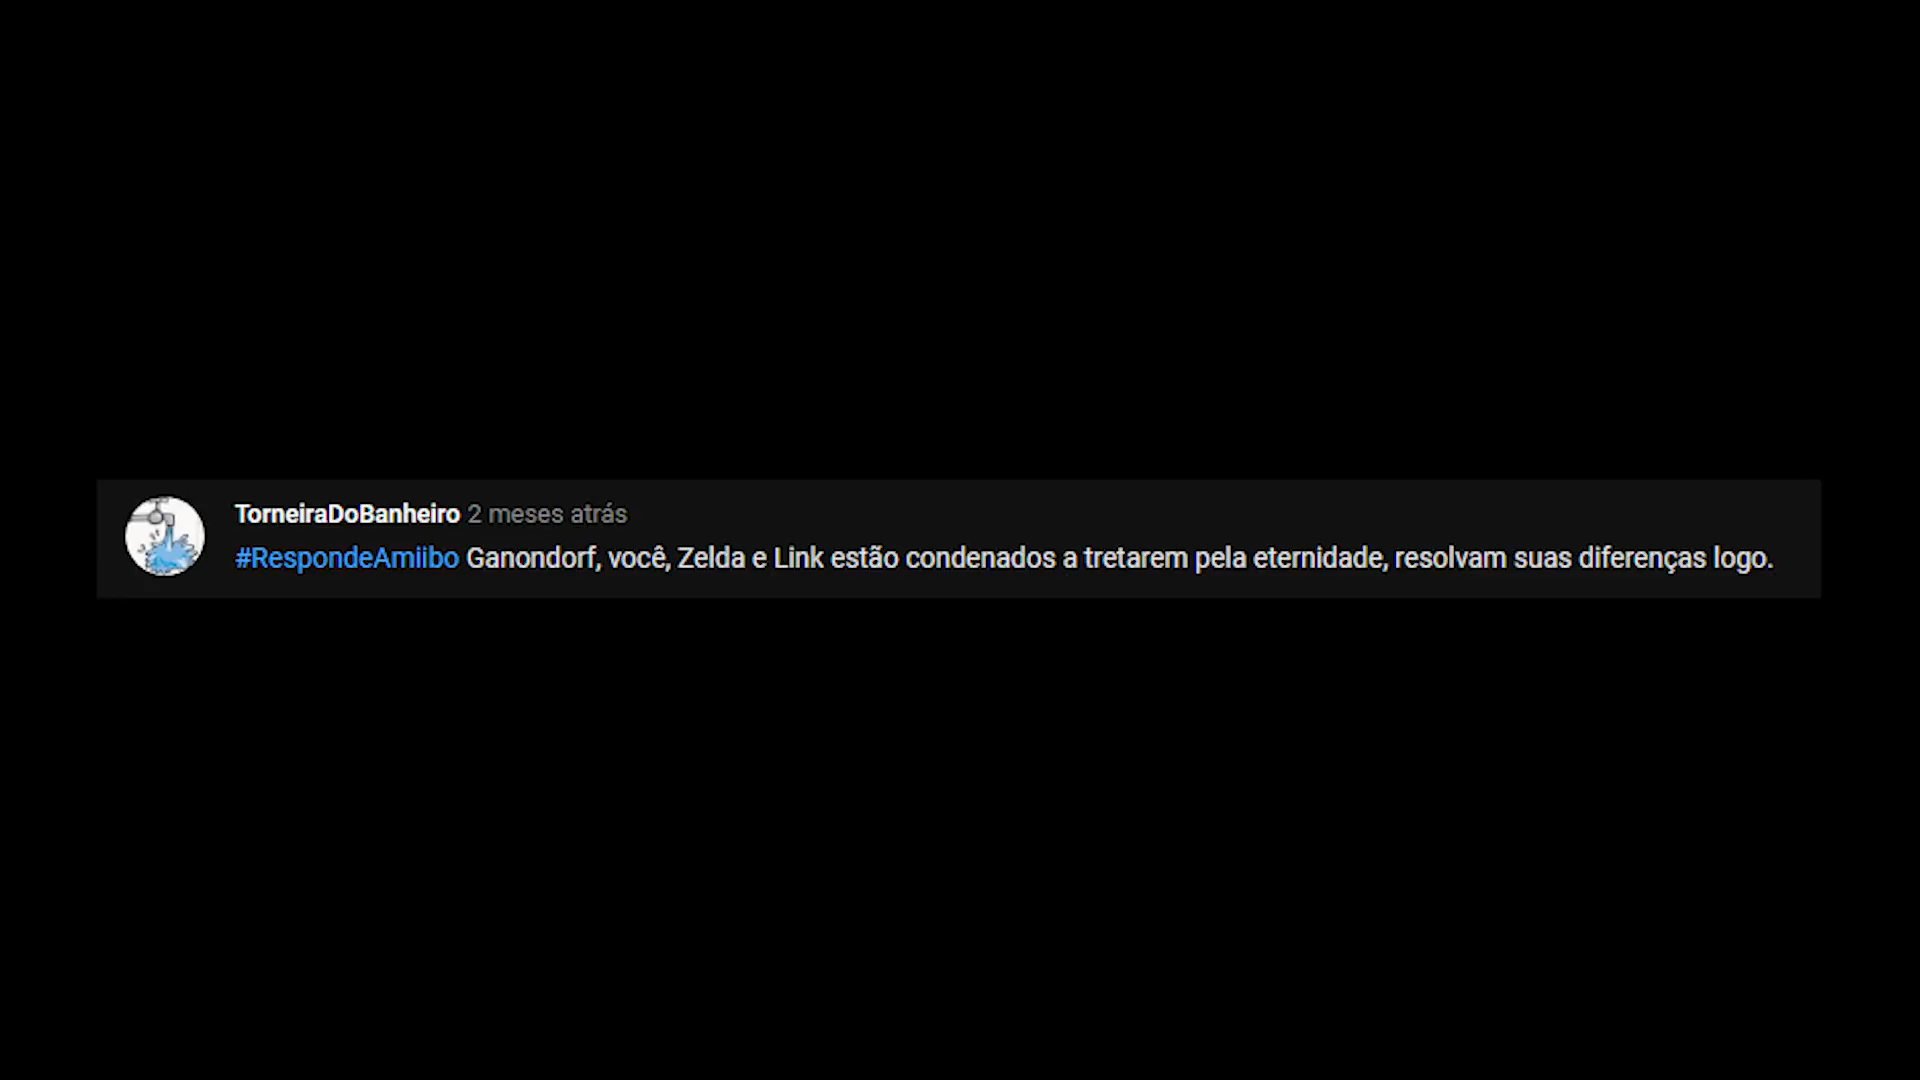 TorneiraDoBanheiro 2 meses atrás
#RespondeAmiibo Ganondorf, você, Zelda e Link estão condenados a tretarem pela eternidade, resolvam suas diferenças logo.